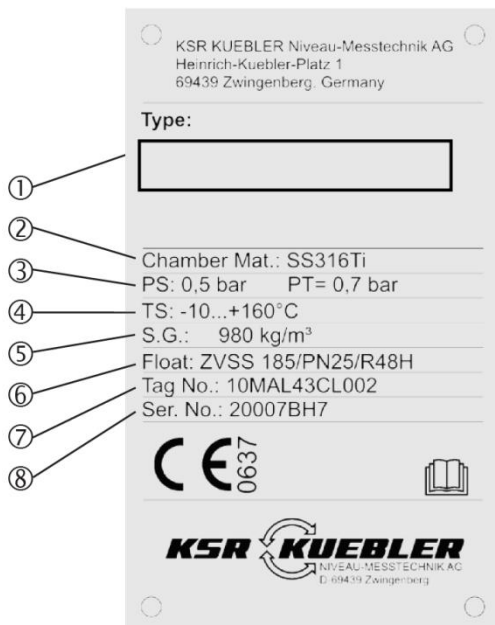 KSR KUEBLER Niveau-Messtechnik AG
Heinrich-Kuebler-Platz 1
69439 Zwingenberg. Germany
Type:
①
② Chamber Mat.: SS316Ti
③ PS: 0,5 bar PT= 0,7 bar
④ TS: -10...+160°C
⑤ S.G.: 980 kg/m³
⑥ Float: ZVSS 185/PN25/R48H
⑦ Tag No.: 10MAL43CL002
⑧ Ser. No.: 20007BH7
CE 0637
KSR KUEBLER
NIVEAU-MESSTECHNIK AG
D-69439 Zwingenberg